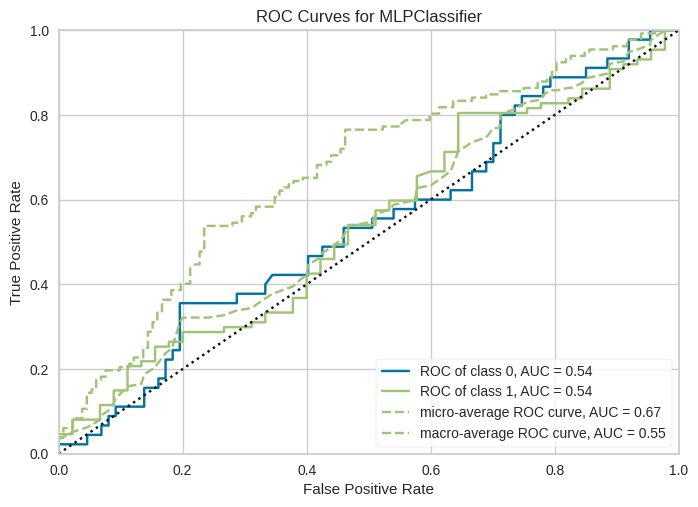 ROC Curves for MLPClassifier
1.0
0.8
0.6
0.4
0.2
0.0
True Positive Rate
ROC of class 0, AUC = 0.54
ROC of class 1, AUC = 0.54
micro-average ROC curve, AUC = 0.67
macro-average ROC curve, AUC = 0.55
0.0 0.2 0.4 0.6 0.8 1.0
False Positive Rate